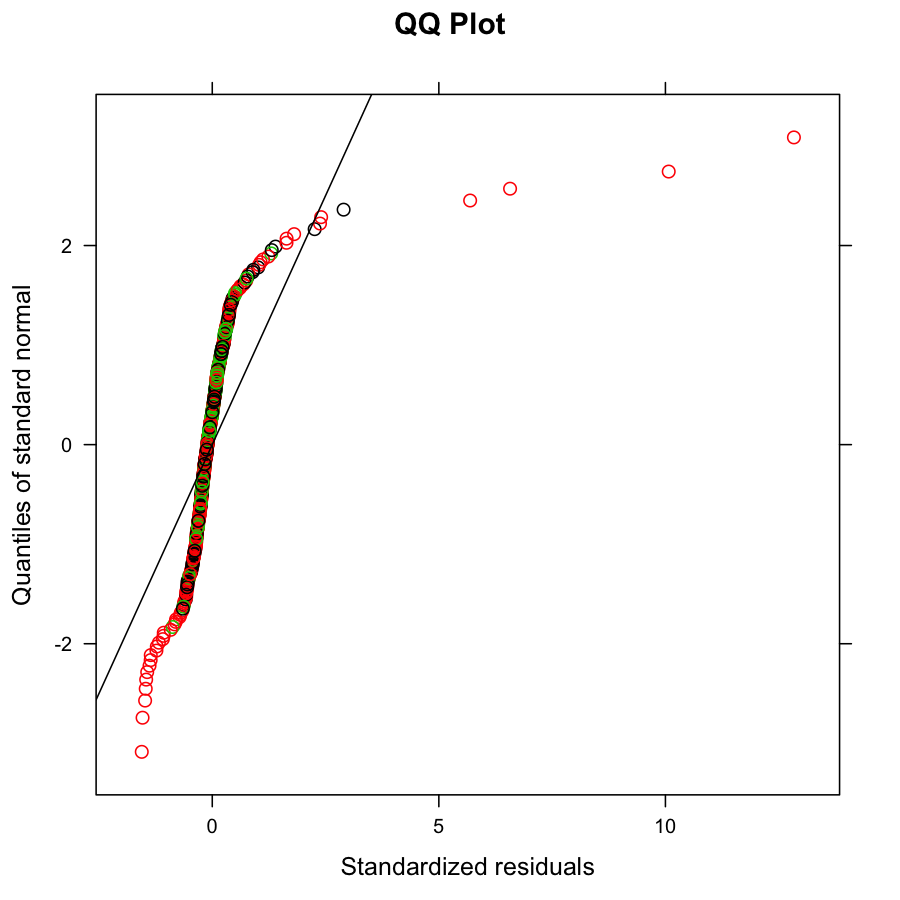 QQ Plot
2
0
-2
Quantiles of standard normal
0 5 10
Standardized residuals